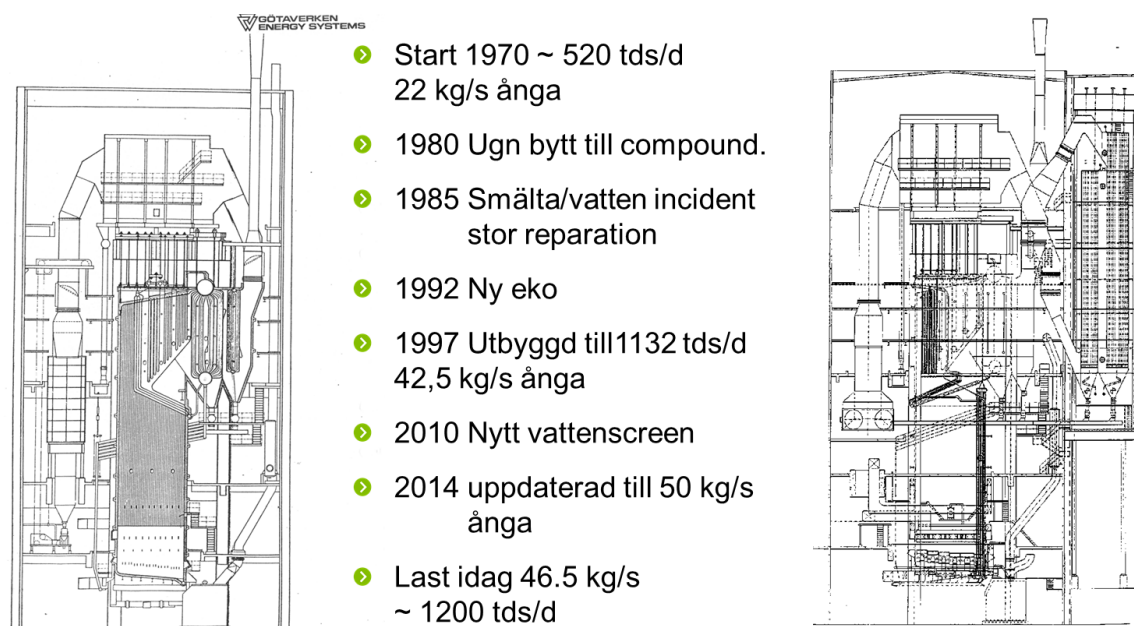 GÖTAVERKEN
ENERGY SYSTEMS
Start 1970 ~ 520 tds/d
22 kg/s ånga
1980 Ugn bytt till compound.
1985 Smälta/vatten incident
stor reparation
1992 Ny eko
1997 Utbyggd till1132 tds/d
42,5 kg/s ånga
2010 Nytt vattenscreen
2014 uppdaterad till 50 kg/s
ånga
Last idag 46.5 kg/s
~ 1200 tds/d